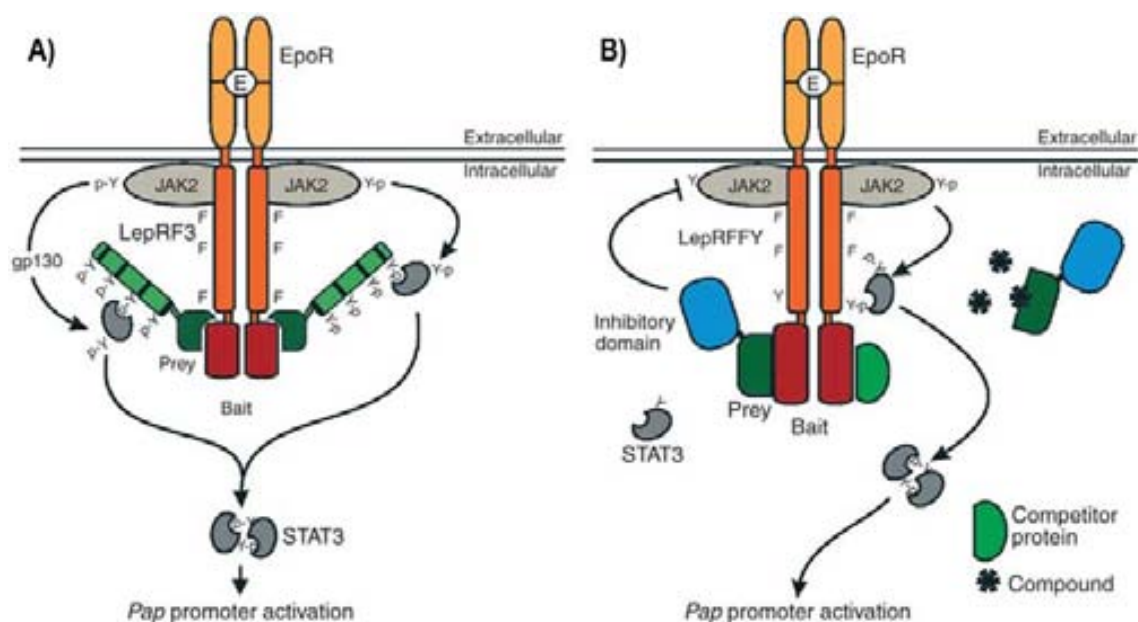 A)
EpoR
E
Extracellular
Intracellular
p-Y
JAK2
JAK2
Y-p
LepRF3
F
F
F
F
F
F
gp130
p-Y
p-Y
p-Y
p-Y
p-Y
Y-p
Y-p
Y-p
Y-p
Y-p
Prey
Bait
p-Y
Y-p
STAT3
Pap promoter activation
B)
EpoR
E
Extracellular
Intracellular
Y
JAK2
JAK2
Y-p
LepRFFY
F
F
F
F
Y
Y-p
p-Y
Inhibitory
domain
Prey
Bait
Y
STAT3
Competitor
protein
Compound
Pap promoter activation